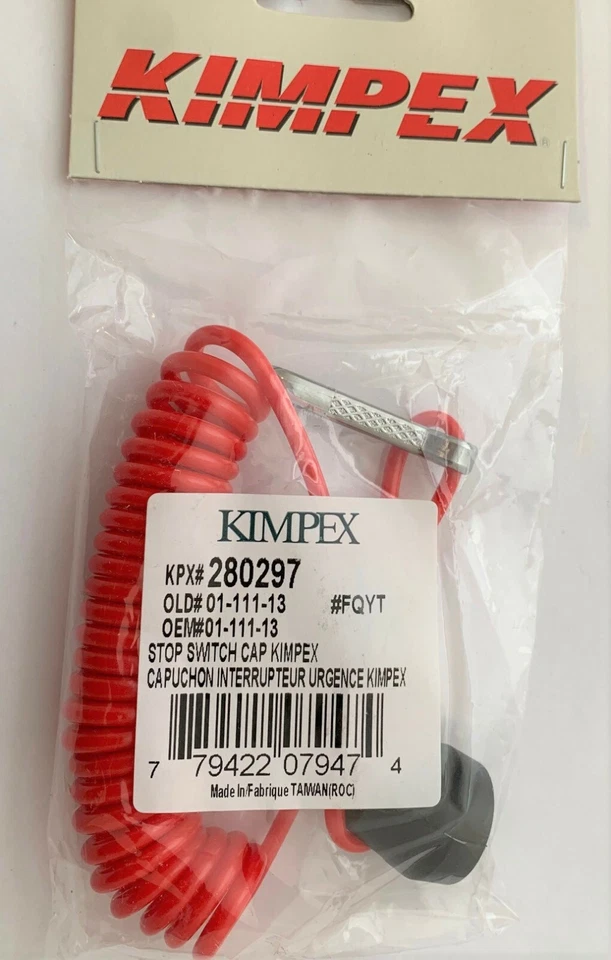 KIMPEX®
KIMPEX
KPX# 280297
OLD# 01-111-13 #FQYT
OEM#01-111-13
STOP SWITCH CAP KIMPEX
CAPUCHON INTERRUPTEUR URGENCE KIMPEX
7 79422 07947 4
Made In/Fabrique TAIWAN(ROC)